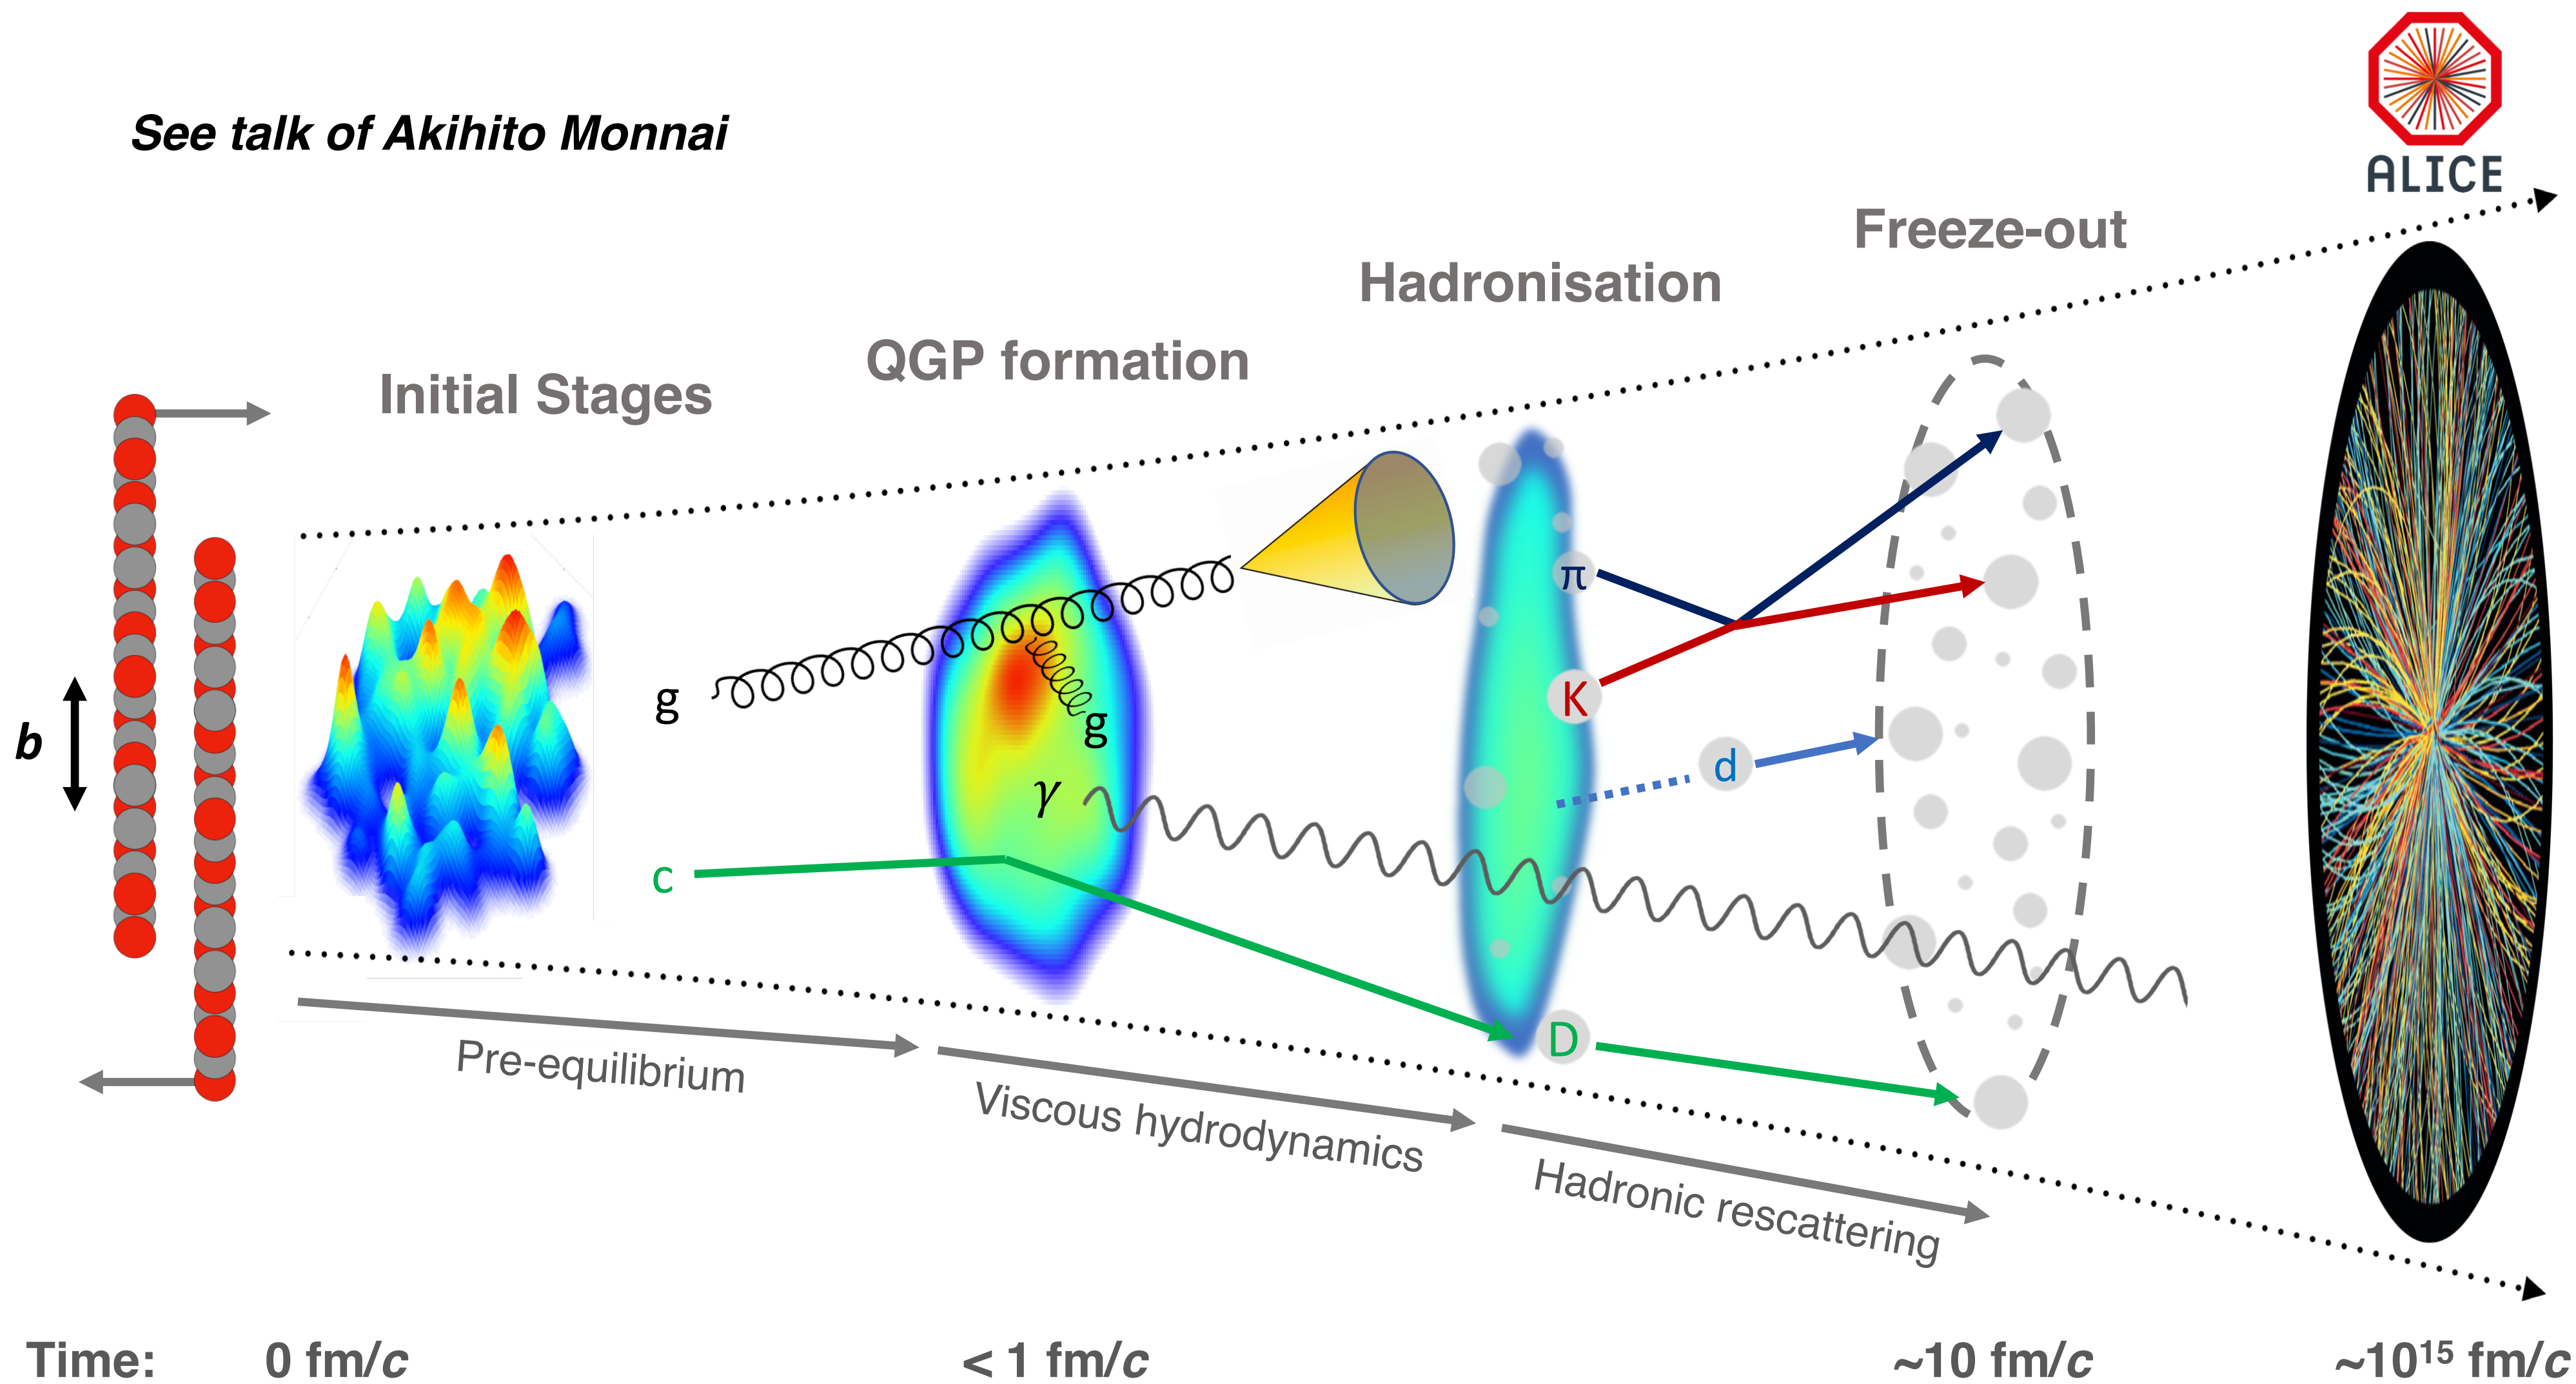 See talk of Akihito Monnai
ALICE
Freeze-out
Hadronisation
QGP formation
Initial Stages
b
g
g
γ
c
π
K
d
D
Pre-equilibrium
Viscous hydrodynamics
Hadronic rescattering
Time: 0 fm/c < 1 fm/c ~10 fm/c ~10¹⁵ fm/c